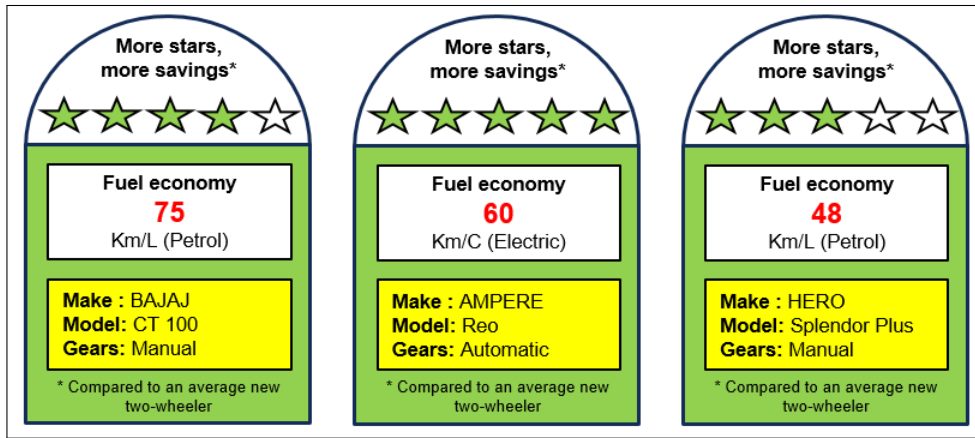 More stars,
more savings*
Fuel economy
75
Km/L (Petrol)
Make : BAJAJ
Model: CT 100
Gears: Manual
* Compared to an average new
two-wheeler
More stars,
more savings*
Fuel economy
60
Km/C (Electric)
Make : AMPERE
Model: Reo
Gears: Automatic
* Compared to an average new
two-wheeler
More stars,
more savings*
Fuel economy
48
Km/L (Petrol)
Make : HERO
Model: Splendor Plus
Gears: Manual
* Compared to an average new
two-wheeler